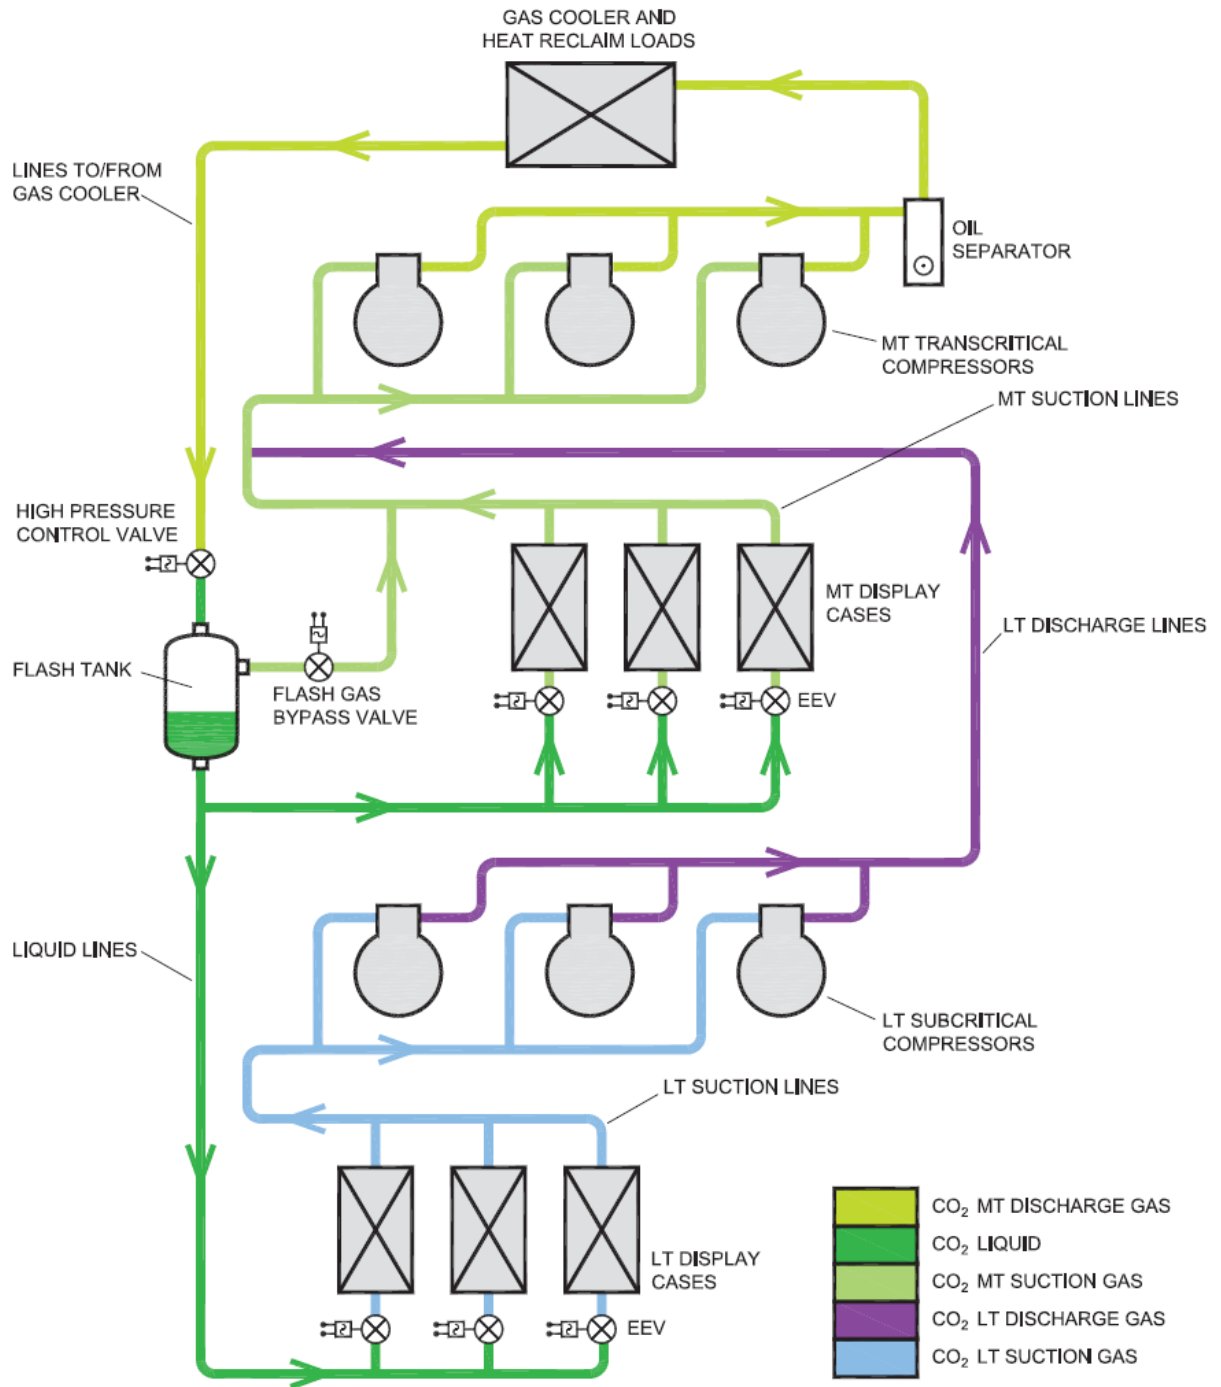 GAS COOLER AND
HEAT RECLAIM LOADS
LINES TO/FROM
GAS COOLER
OIL
SEPARATOR
MT TRANSCRITICAL
COMPRESSORS
MT SUCTION LINES
HIGH PRESSURE
CONTROL VALVE
MT DISPLAY
CASES
LT DISCHARGE LINES
FLASH TANK
FLASH GAS
BYPASS VALVE
EEV
LIQUID LINES
LT SUBCRITICAL
COMPRESSORS
LT SUCTION LINES
LT DISPLAY
CASES
EEV
CO₂ MT DISCHARGE GAS
CO₂ LIQUID
CO₂ MT SUCTION GAS
CO₂ LT DISCHARGE GAS
CO₂ LT SUCTION GAS